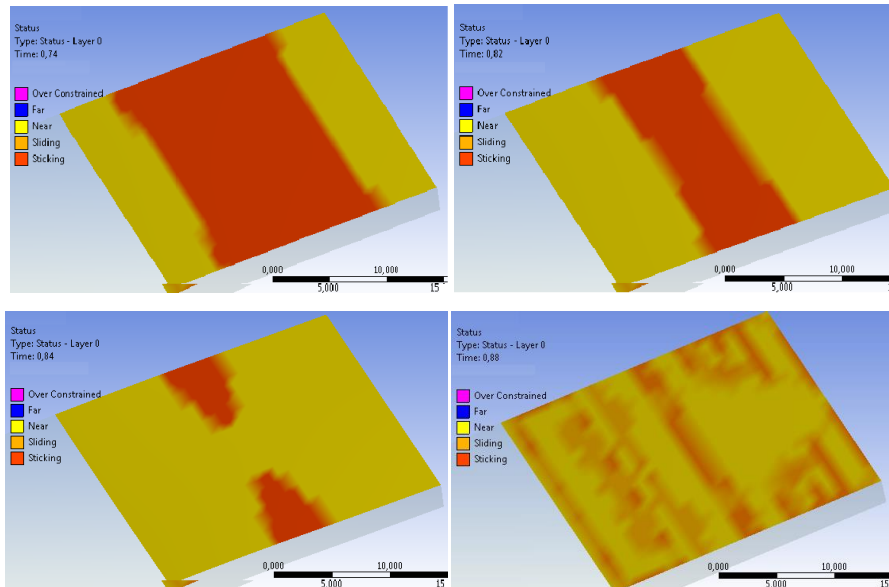 Status
Type: Status - Layer 0
Time: 0,74
Over Constrained
Far
Near
Sliding
Sticking
0,000 10,000
5,000 15
Status
Type: Status - Layer 0
Time: 0,82
Over Constrained
Far
Near
Sliding
Sticking
0,000 10,000
5,000 15
Status
Type: Status - Layer 0
Time: 0,84
Over Constrained
Far
Near
Sliding
Sticking
0,000 10,000
5,000 15
Status
Type: Status - Layer 0
Time: 0,88
Over Constrained
Far
Near
Sliding
Sticking
0,000 10,000
5,000 15